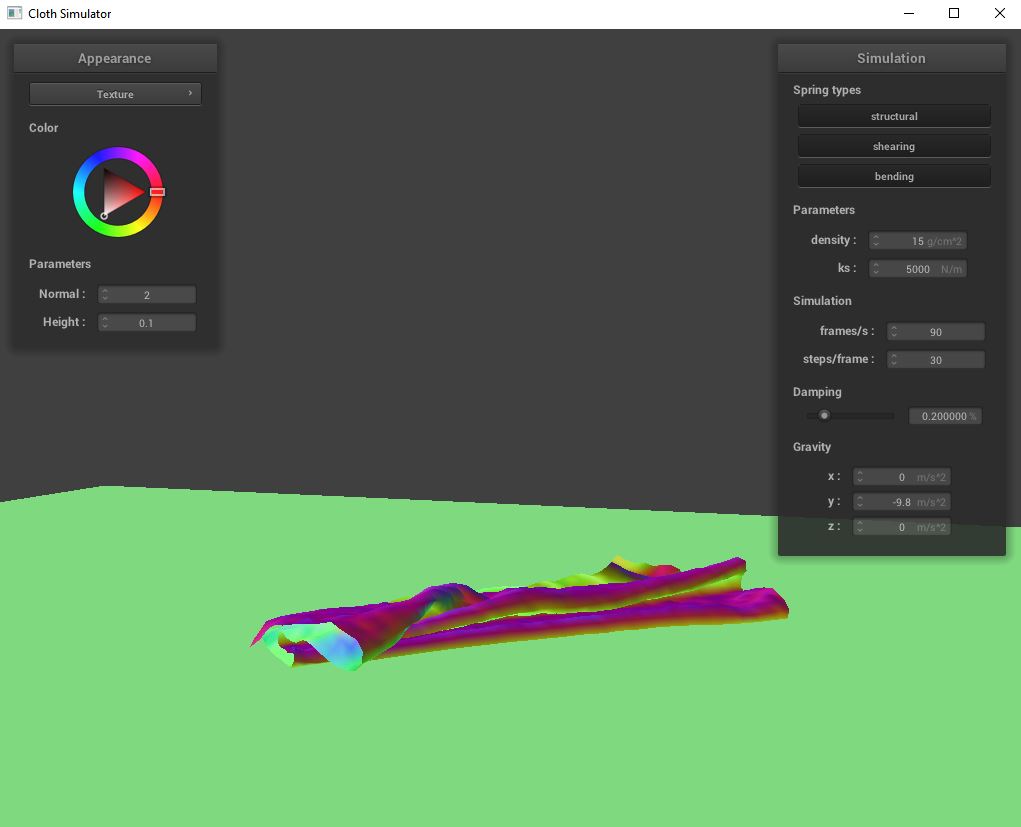 Cloth Simulator
Appearance
Texture
Color
Parameters
Normal : 2
Height : 0.1
Simulation
Spring types
structural
shearing
bending
Parameters
density : 15 g/cm^2
ks : 5000 N/m
Simulation
frames/s : 90
steps/frame : 30
Damping
0.200000 %
Gravity
x : 0 m/s^2
y : -9.8 m/s^2
z : 0 m/s^2